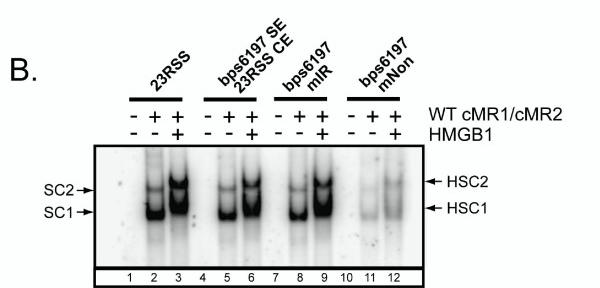 B.
23RSS
bps6197 SE
23RSS CE
bps6197
mIR
bps6197
mNon
- + + - + + - + + - + + WT cMR1/cMR2
- - + - - + - - + - - + HMGB1
SC2 HSC2
SC1 HSC1
1 2 3 4 5 6 7 8 9 10 11 12